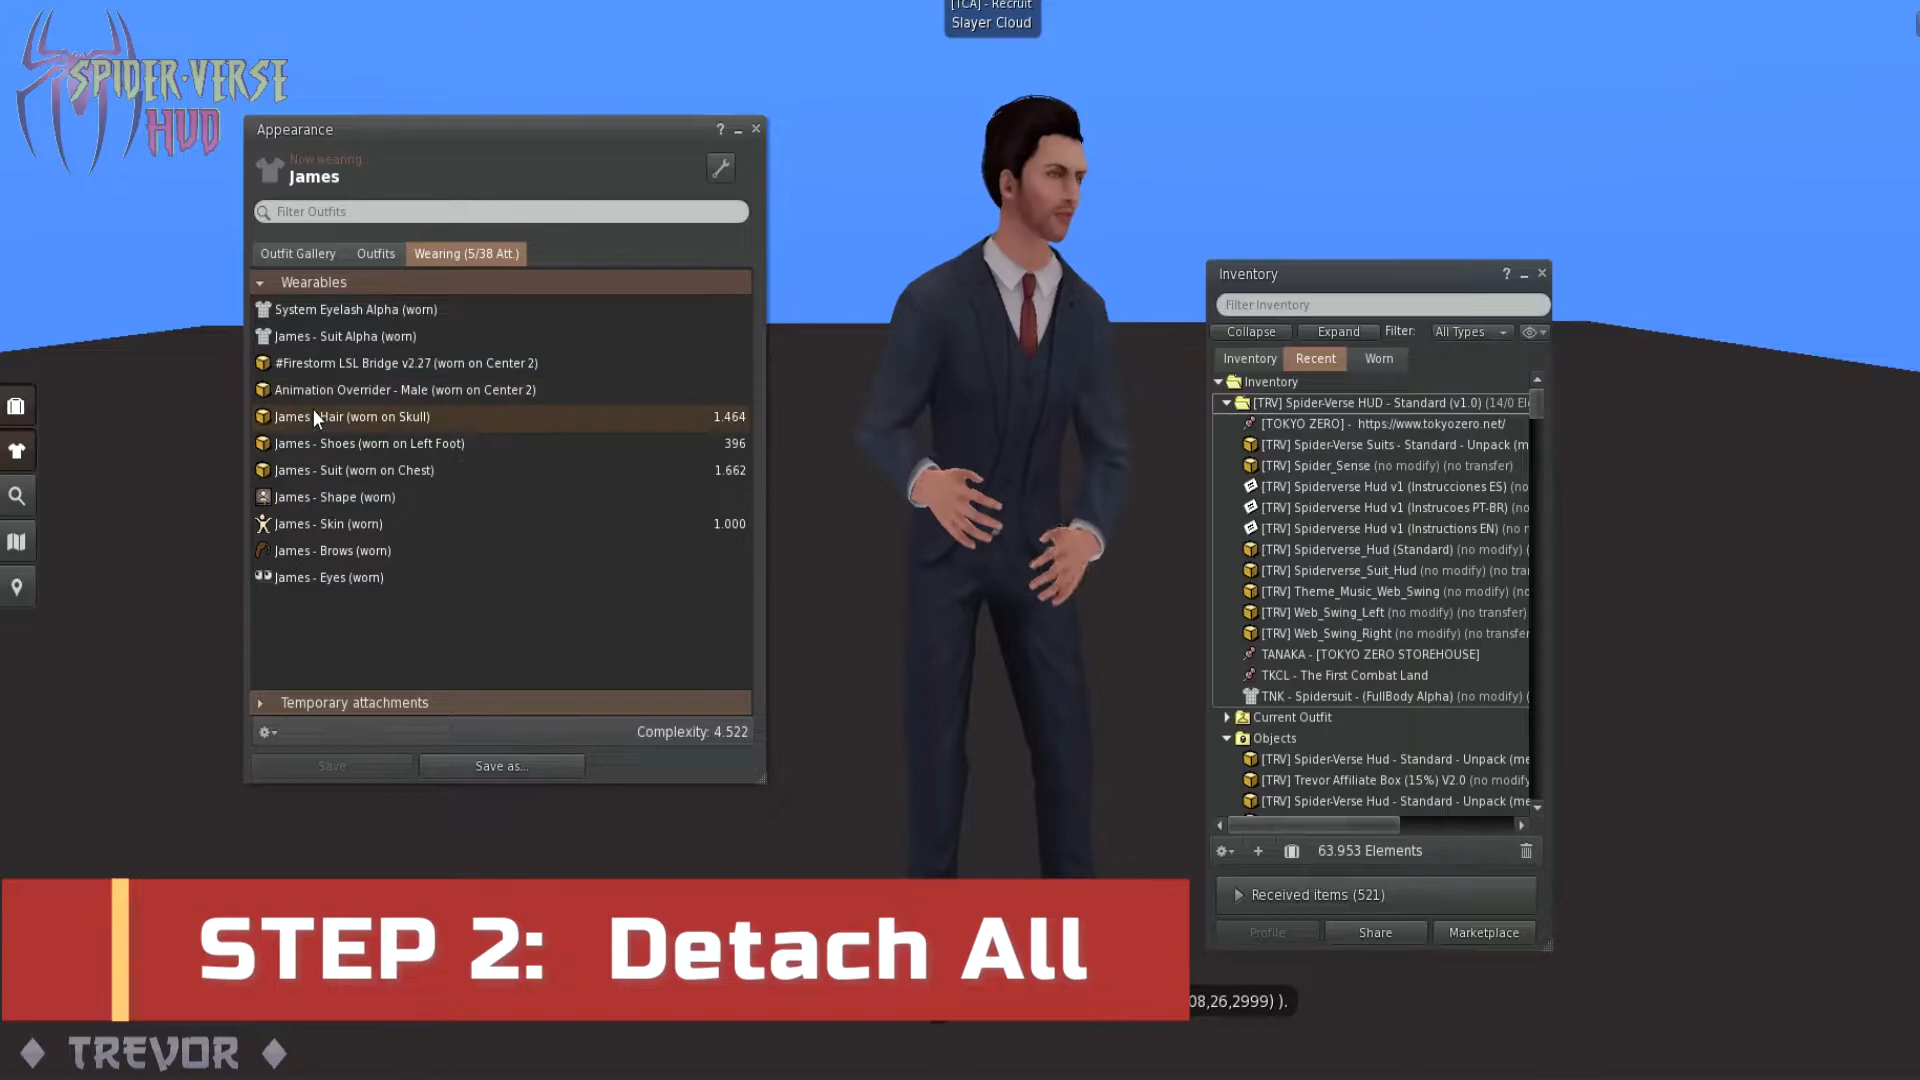 [TCA] - Recruit
Slayer Cloud
SPIDER-VERSE
HUD
Appearance
Now wearing...
James
Filter Outfits
Outfit Gallery
Outfits
Wearing (5/38 Att.)
Wearables
System Eyelash Alpha (worn)
James - Suit Alpha (worn)
#Firestorm LSL Bridge v2.27 (worn on Center 2)
Animation Overrider - Male (worn on Center 2)
James - Hair (worn on Skull) 1.464
James - Shoes (worn on Left Foot) 396
James - Suit (worn on Chest) 1.662
James - Shape (worn)
James - Skin (worn) 1.000
James - Brows (worn)
James - Eyes (worn)
Temporary attachments
Complexity: 4.522
Save
Save as...
Inventory
Filter Inventory
Collapse
Expand
Filter:
All Types
Inventory
Recent
Worn
Inventory
[TRV] Spider-Verse HUD - Standard (v1.0) (14/0 El
[TOKYO ZERO] - https://www.tokyozero.net/
[TRV] Spider-Verse Suits - Standard - Unpack (m
[TRV] Spider_Sense (no modify) (no transfer)
[TRV] Spiderverse Hud v1 (Instrucciones ES) (no
[TRV] Spiderverse Hud v1 (Instrucoes PT-BR) (no
[TRV] Spiderverse Hud v1 (Instructions EN) (no m
[TRV] Spiderverse_Hud (Standard) (no modify) (
[TRV] Spiderverse_Suit_Hud (no modify) (no tra
[TRV] Theme_Music_Web_Swing (no modify) (no
[TRV] Web_Swing_Left (no modify) (no transfer)
[TRV] Web_Swing_Right (no modify) (no transfer
TANAKA - [TOKYO ZERO STOREHOUSE]
TKCL - The First Combat Land
TNK - Spidersuit - (FullBody Alpha) (no modify) (
Current Outfit
Objects
[TRV] Spider-Verse Hud - Standard - Unpack (me
[TRV] Trevor Affiliate Box (15%) V2.0 (no modify
[TRV] Spider-Verse Hud - Standard - Unpack (me
63.953 Elements
Received items (521)
Profile
Share
Marketplace
STEP 2: Detach All
08,26,2999) ).
TREVOR